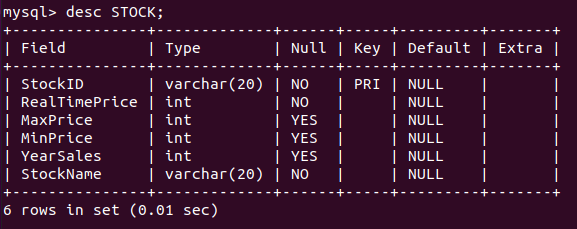 mysql> desc STOCK;
+---------------+-------------+------+-----+---------+-------+
| Field         | Type        | Null | Key | Default | Extra |
+---------------+-------------+------+-----+---------+-------+
| StockID       | varchar(20) | NO   | PRI | NULL    |       |
| RealTimePrice | int         | NO   |     | NULL    |       |
| MaxPrice      | int         | YES  |     | NULL    |       |
| MinPrice      | int         | YES  |     | NULL    |       |
| YearSales     | int         | YES  |     | NULL    |       |
| StockName     | varchar(20) | NO   |     | NULL    |       |
+---------------+-------------+------+-----+---------+-------+
6 rows in set (0.01 sec)